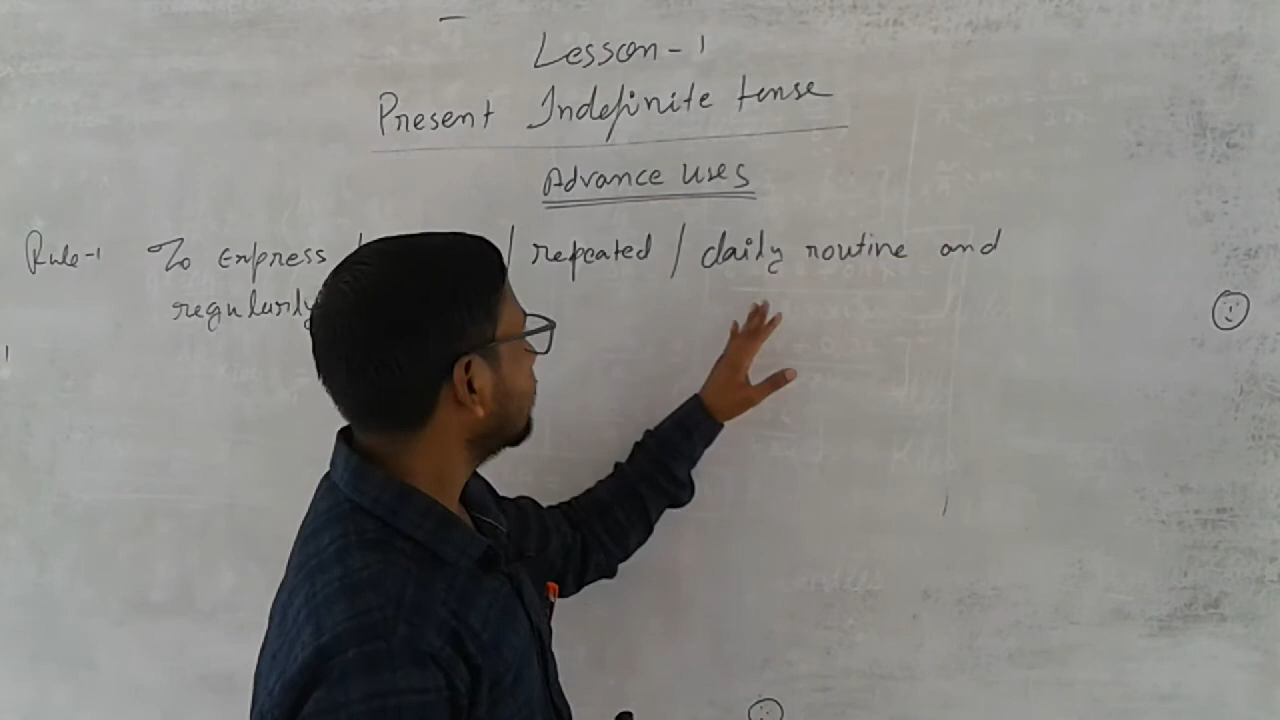 Lesson-1
Present Indefinite tense
Advance uses
Rule-1 To express / repeated / daily routine and
regularly